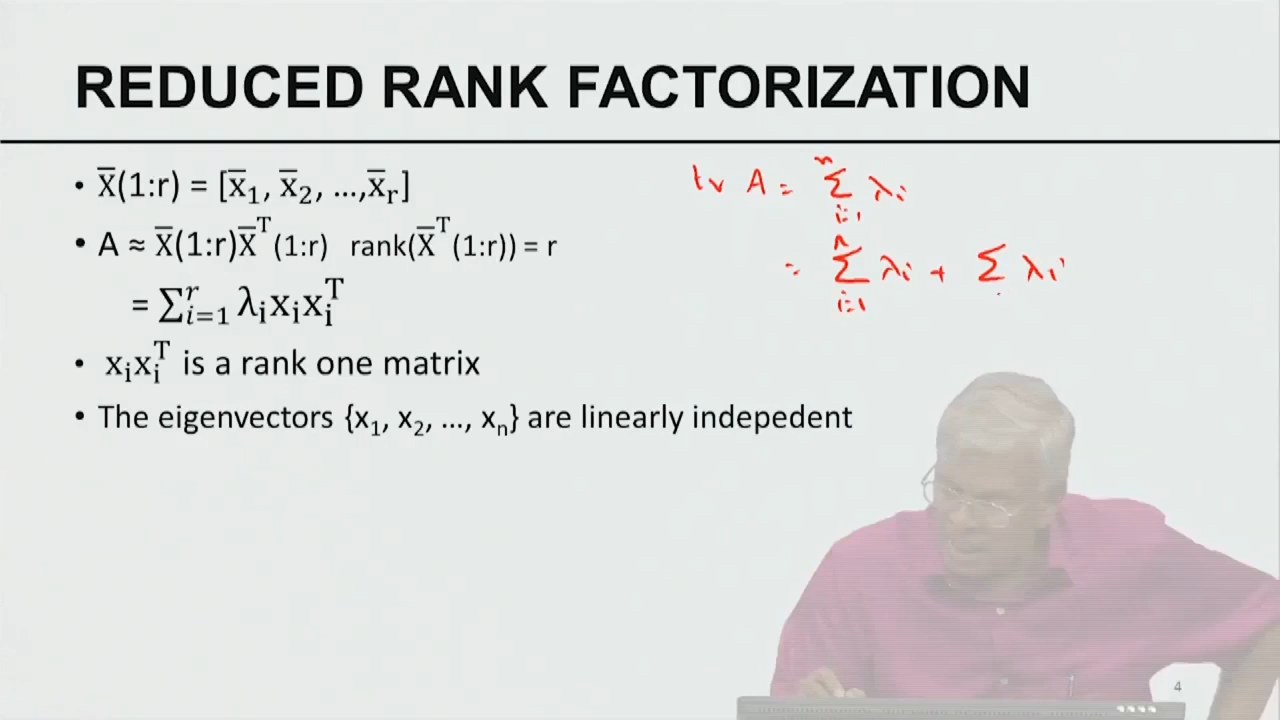 REDUCED RANK FACTORIZATION
• X̅(1:r) = [x̅₁, x̅₂, ...,x̅ᵣ]
• A ≈ X̅(1:r)X̅ᵀ(1:r) rank(X̅ᵀ(1:r)) = r
= ∑ʳᵢ₌₁ λᵢxᵢxᵢᵀ
• xᵢxᵢᵀ is a rank one matrix
• The eigenvectors {x₁, x₂, ..., xₙ} are linearly indepedent
tr A = ∑ⁿᵢ₌₁ λᵢ
= ∑ʳᵢ₌₁ λᵢ + ∑ λᵢ
4